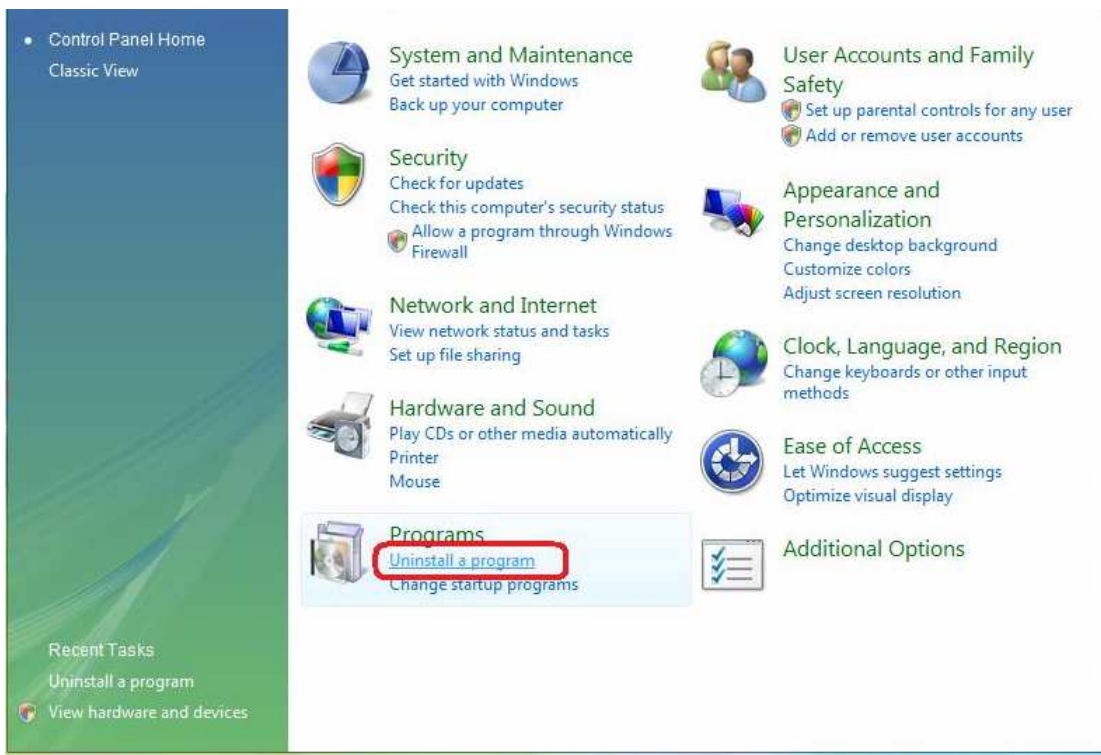 Control Panel Home
Classic View
System and Maintenance
Get started with Windows
Back up your computer
Security
Check for updates
Check this computer's security status
Allow a program through Windows
Firewall
Network and Internet
View network status and tasks
Set up file sharing
Hardware and Sound
Play CDs or other media automatically
Printer
Mouse
Programs
Uninstall a program
Change startup programs
User Accounts and Family
Safety
Set up parental controls for any user
Add or remove user accounts
Appearance and
Personalization
Change desktop background
Customize colors
Adjust screen resolution
Clock, Language, and Region
Change keyboards or other input
methods
Ease of Access
Let Windows suggest settings
Optimize visual display
Additional Options
Recent Tasks
Uninstall a program
View hardware and devices